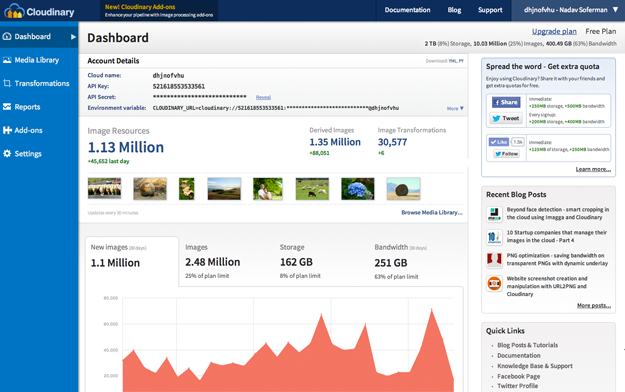 Cloudinary
New! Cloudinary Add-ons
Enhance your pipeline with image processing add-ons
Documentation
Blog
Support
dhjnofvhu - Nadav Soferman
Dashboard
Media Library
Transformations
Reports
Add-ons
Settings
Dashboard
Upgrade plan Free Plan
2 TB (8%) Storage, 10.03 Million (25%) Images, 400.49 GB (63%) Bandwidth
Account Details
Download: YML, PY
Cloud name: dhjnofvhu
API Key: 521618553533561
API Secret: **************************** Reveal
Environment variable: CLOUDINARY_URL=cloudinary://521618553533561:***************************@dhjnofvhu More ▼
Image Resources
1.13 Million
+45,652 last day
Derived Images
1.35 Million
+88,051
Image Transformations
30,577
+6
Updates every 30 minutes
Browse Media Library...
New images (30 days)
1.1 Million
Images
2.48 Million
25% of plan limit
Storage
162 GB
8% of plan limit
Bandwidth (30 days)
251 GB
63% of plan limit
80,000
60,000
40,000
20,000
0
Spread the word - Get extra quota
Enjoy using Cloudinary? Share it with your friends and
get extra quotas for free.
Share
Tweet
Immediate:
+250MB storage, +500MB bandwidth
Every signup:
+200MB storage, +400MB bandwidth
Like
Follow
Immediate:
+125MB of storage, +250MB bandwidth
Learn more...
Recent Blog Posts
Beyond face detection - smart cropping
in the cloud using Imagga and Cloudinary
10 Startup companies that manage their
images in the cloud - Part 4
PNG optimization - saving bandwidth on
transparent PNGs with dynamic underlay
Website screenshot creation and
manipulation with URL2PNG and
Cloudinary
More posts...
Quick Links
Blog Posts & Tutorials
Documentation
Knowledge Base & Support
Facebook Page
Twitter Profile